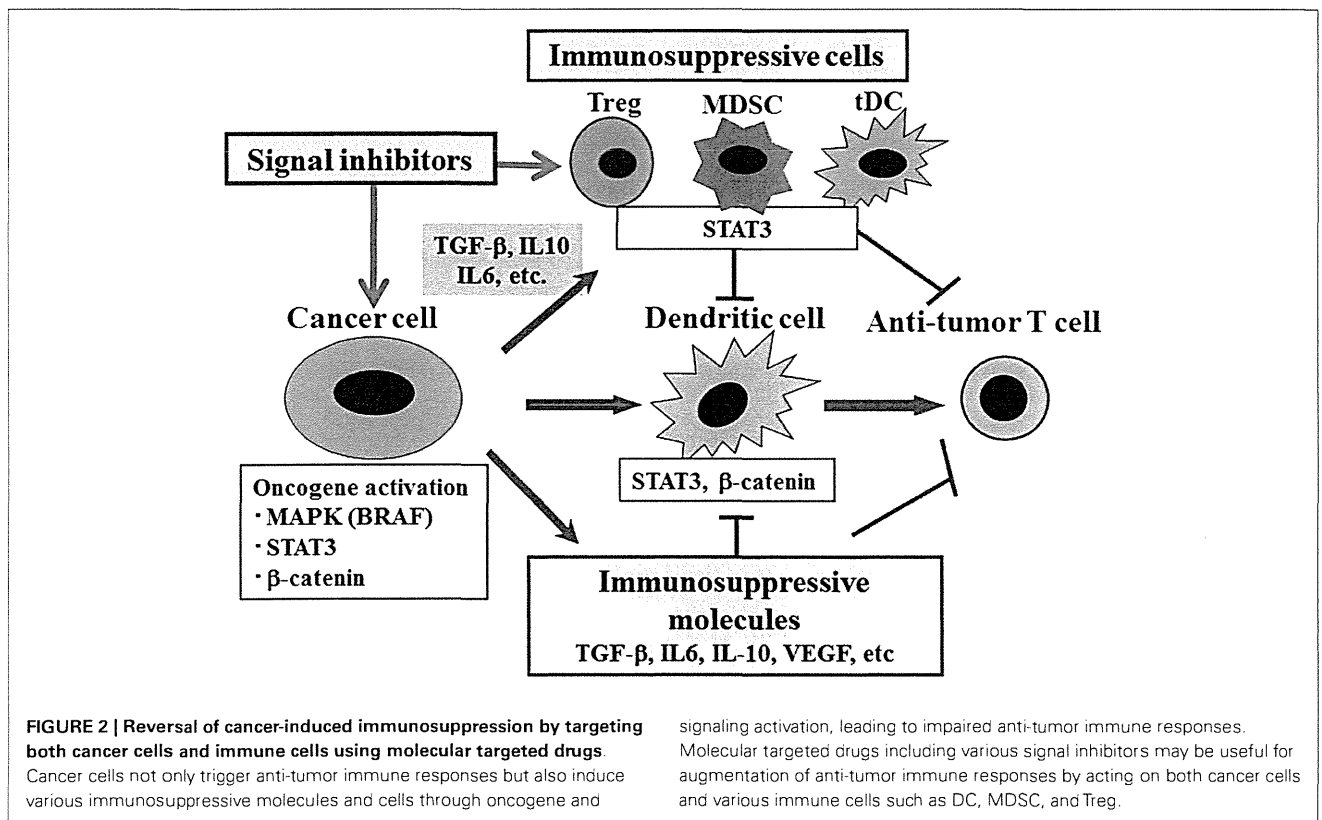 Immunosuppressive cells
Treg
MDSC
tDC
Signal inhibitors
STAT3
TGF-β, IL10
IL6, etc.
Cancer cell
Dendritic cell
Anti-tumor T cell
STAT3, β-catenin
Oncogene activation
・MAPK (BRAF)
・STAT3
・β-catenin
Immunosuppressive
molecules
TGF-β, IL6, IL-10, VEGF, etc
FIGURE 2 | Reversal of cancer-induced immunosuppression by targeting
both cancer cells and immune cells using molecular targeted drugs.
Cancer cells not only trigger anti-tumor immune responses but also induce
various immunosuppressive molecules and cells through oncogene and
signaling activation, leading to impaired anti-tumor immune responses.
Molecular targeted drugs including various signal inhibitors may be useful for
augmentation of anti-tumor immune responses by acting on both cancer cells
and various immune cells such as DC, MDSC, and Treg.